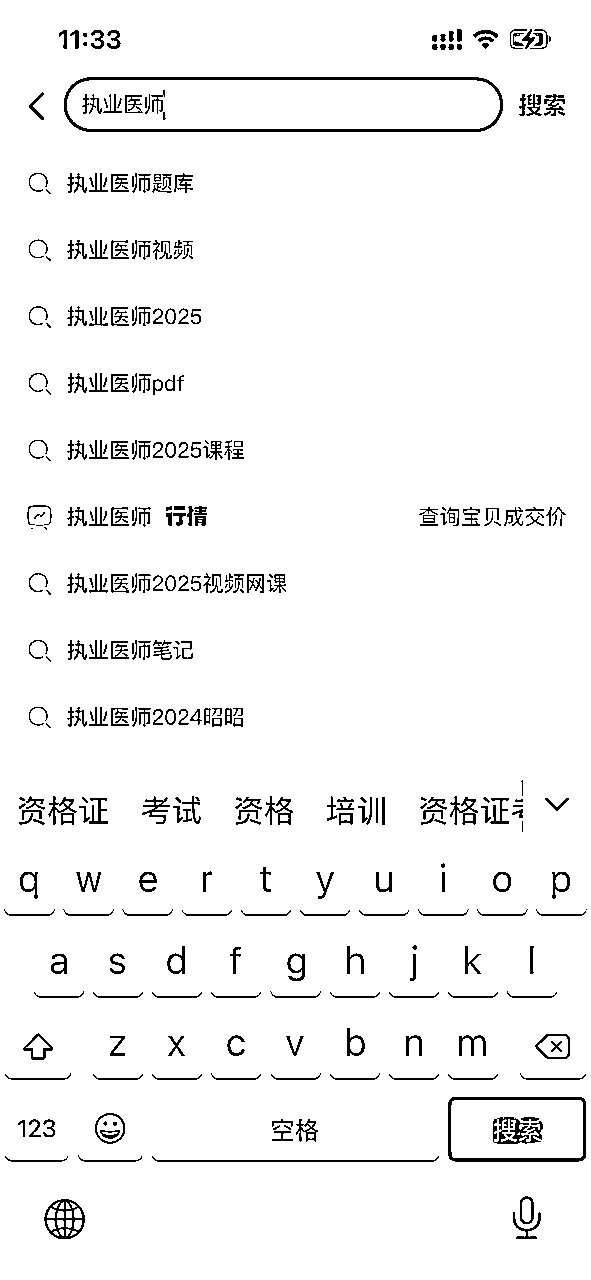 11:33
执业医师 搜索
执业医师题库
执业医师视频
执业医师2025
执业医师pdf
执业医师2025课程
执业医师 行情 查询宝贝成交价
执业医师2025视频网课
执业医师笔记
执业医师2024昭昭
资格证 考试 资格 培训 资格证考
q w e r t y u i o p
a s d f g h j k l
z x c v b n m
123 空格 搜索